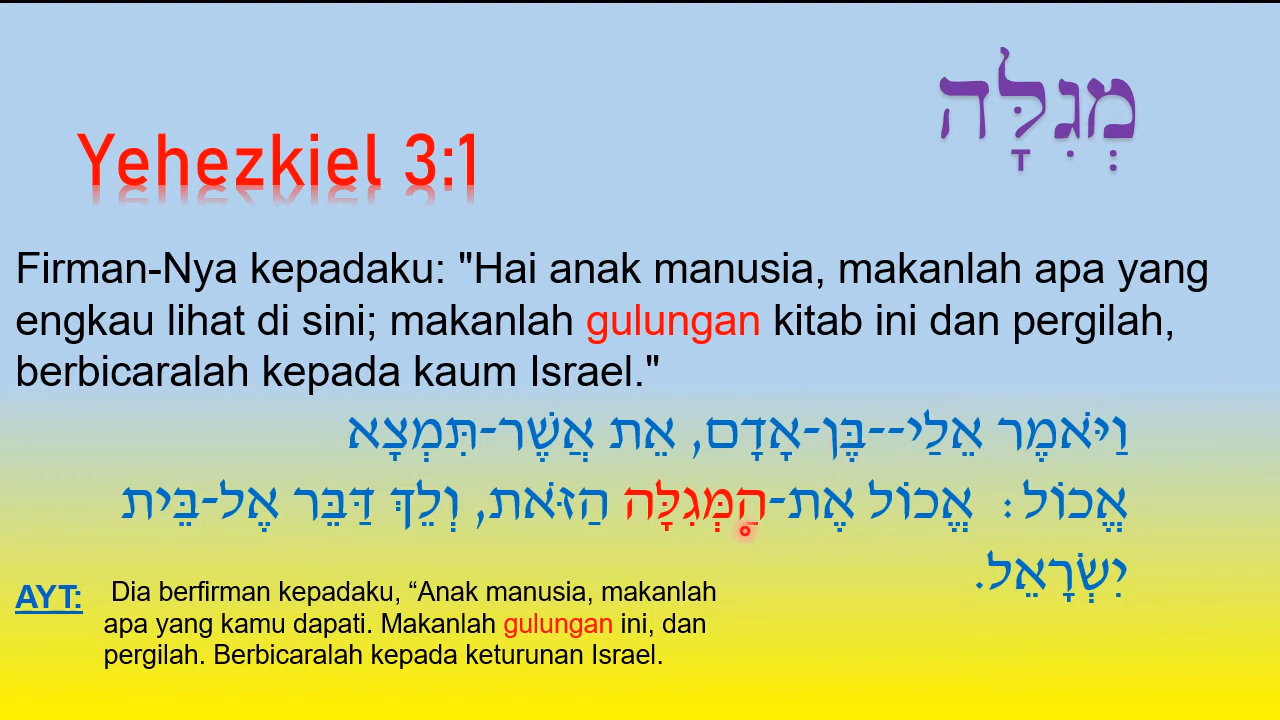 מְגִלָּה
Yehezkiel 3:1
Firman-Nya kepadaku: "Hai anak manusia, makanlah apa yang
engkau lihat di sini; makanlah gulungan kitab ini dan pergilah,
berbicaralah kepada kaum Israel."
וַיֹּאמֶר אֵלַי--בֶּן-אָדָם, אֵת אֲשֶׁר-תִּמְצָא
אֱכוֹל: אֱכוֹל אֶת-הַמְּגִלָּה הַזֹּאת, וְלֵךְ דַּבֵּר אֶל-בֵּית
יִשְׂרָאֵל.
AYT: Dia berfirman kepadaku, “Anak manusia, makanlah
apa yang kamu dapati. Makanlah gulungan ini, dan
pergilah. Berbicaralah kepada keturunan Israel.